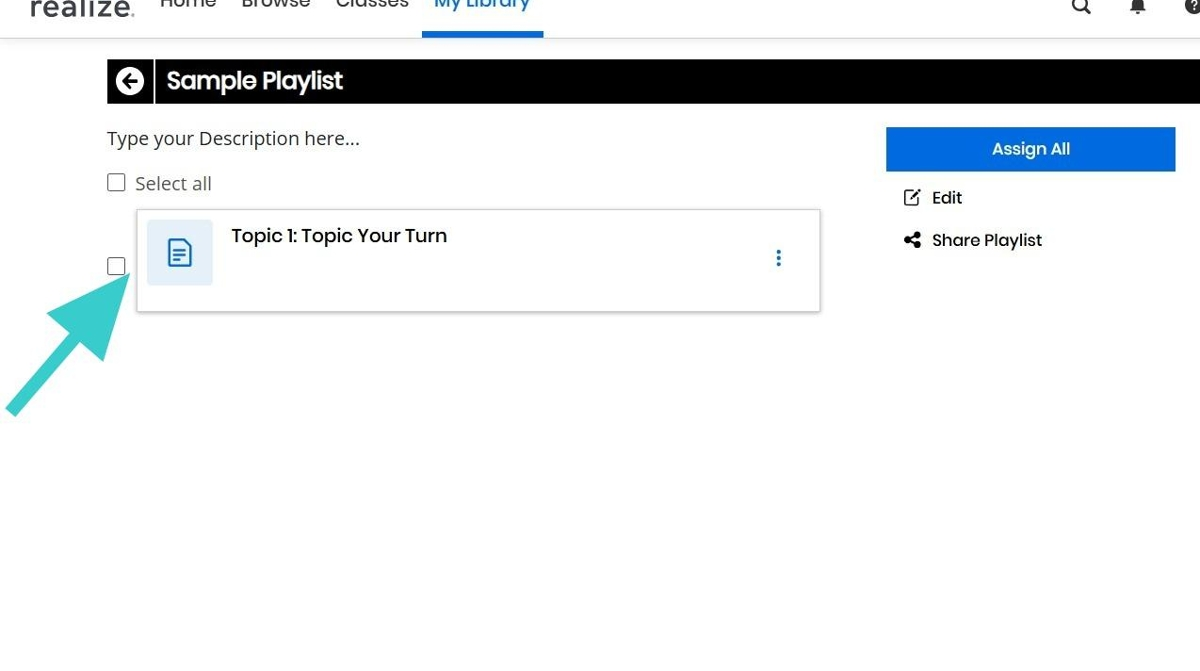 realize.
Home Browse Classes My Library
Sample Playlist
Type your Description here...
Select all
Topic 1: Topic Your Turn
Assign All
Edit
Share Playlist